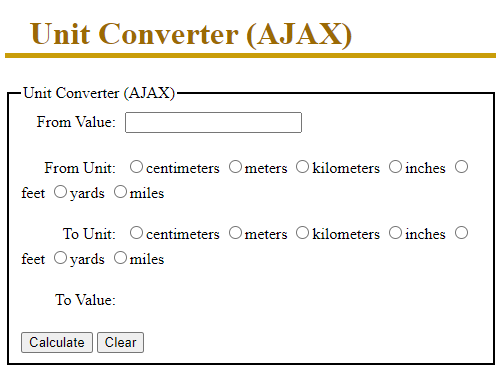 Unit Converter (AJAX)
Unit Converter (AJAX)
From Value:
From Unit: centimeters meters kilometers inches
feet yards miles
To Unit: centimeters meters kilometers inches
feet yards miles
To Value:
Calculate Clear